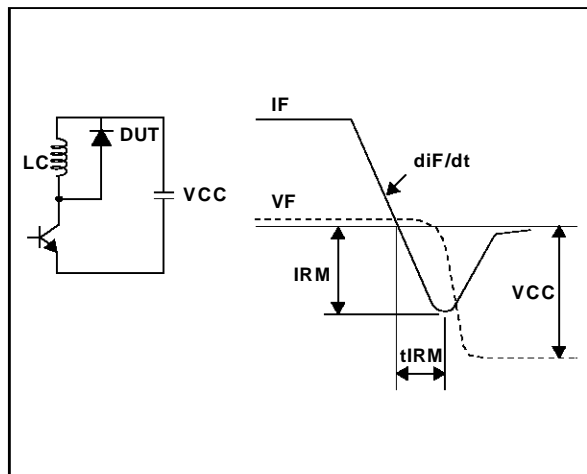 DUT
LC
VCC
IF
diF/dt
VF
IRM
VCC
tIRM